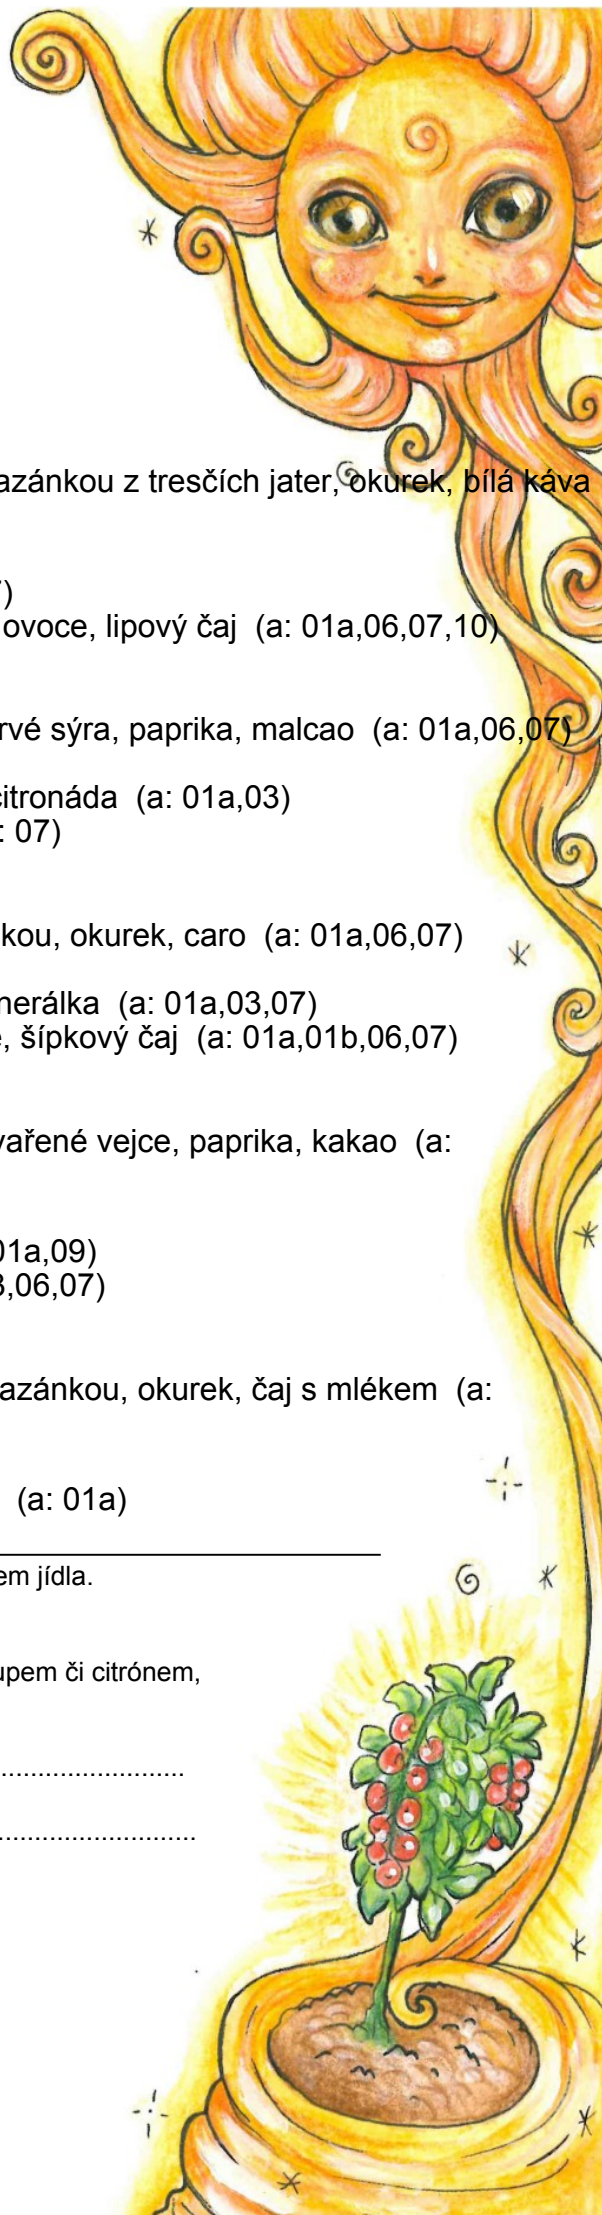 azánkou z tresčích jater, okurek, bílá káva
)
ovoce, lipový čaj (a: 01a,06,07,10)
rvé sýra, paprika, malcao (a: 01a,06,07)
citronáda (a: 01a,03)
: 07)
kou, okurek, caro (a: 01a,06,07)
nerálka (a: 01a,03,07)
, šípkový čaj (a: 01a,01b,06,07)
vařené vejce, paprika, kakao (a:
01a,09)
,06,07)
azánkou, okurek, čaj s mlékem (a:
(a: 01a)
em jídla.
upem či citrónem,
...........................
............................